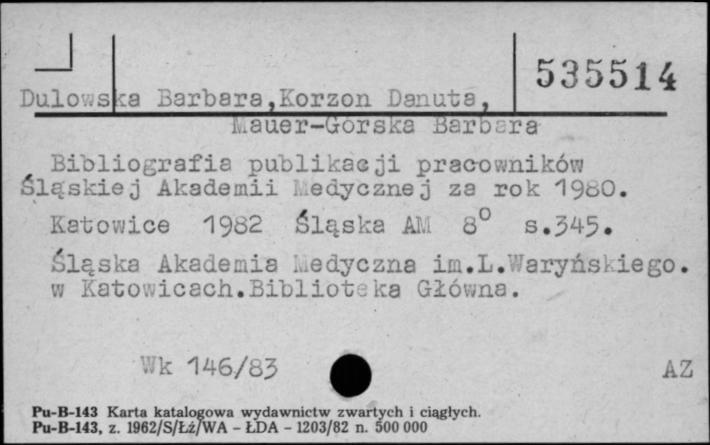 535514
Dulowska Barbara,Korzon Danuta,
Mauer-Górska Barbara
Bibliografia publikacji pracowników
Śląskiej Akademii Medycznej za rok 1980.
Katowice 1982 Śląska AM 8° s.345.
Śląska Akademia Medyczna im.L.Waryńskiego.
w Katowicach.Biblioteka Główna.
Wk 146/83
AZ
Pu-B-143 Karta katalogowa wydawnictw zwartych i ciągłych.
Pu-B-143, z. 1962/S/Łż/WA - ŁDA - 1203/82 n. 500 000